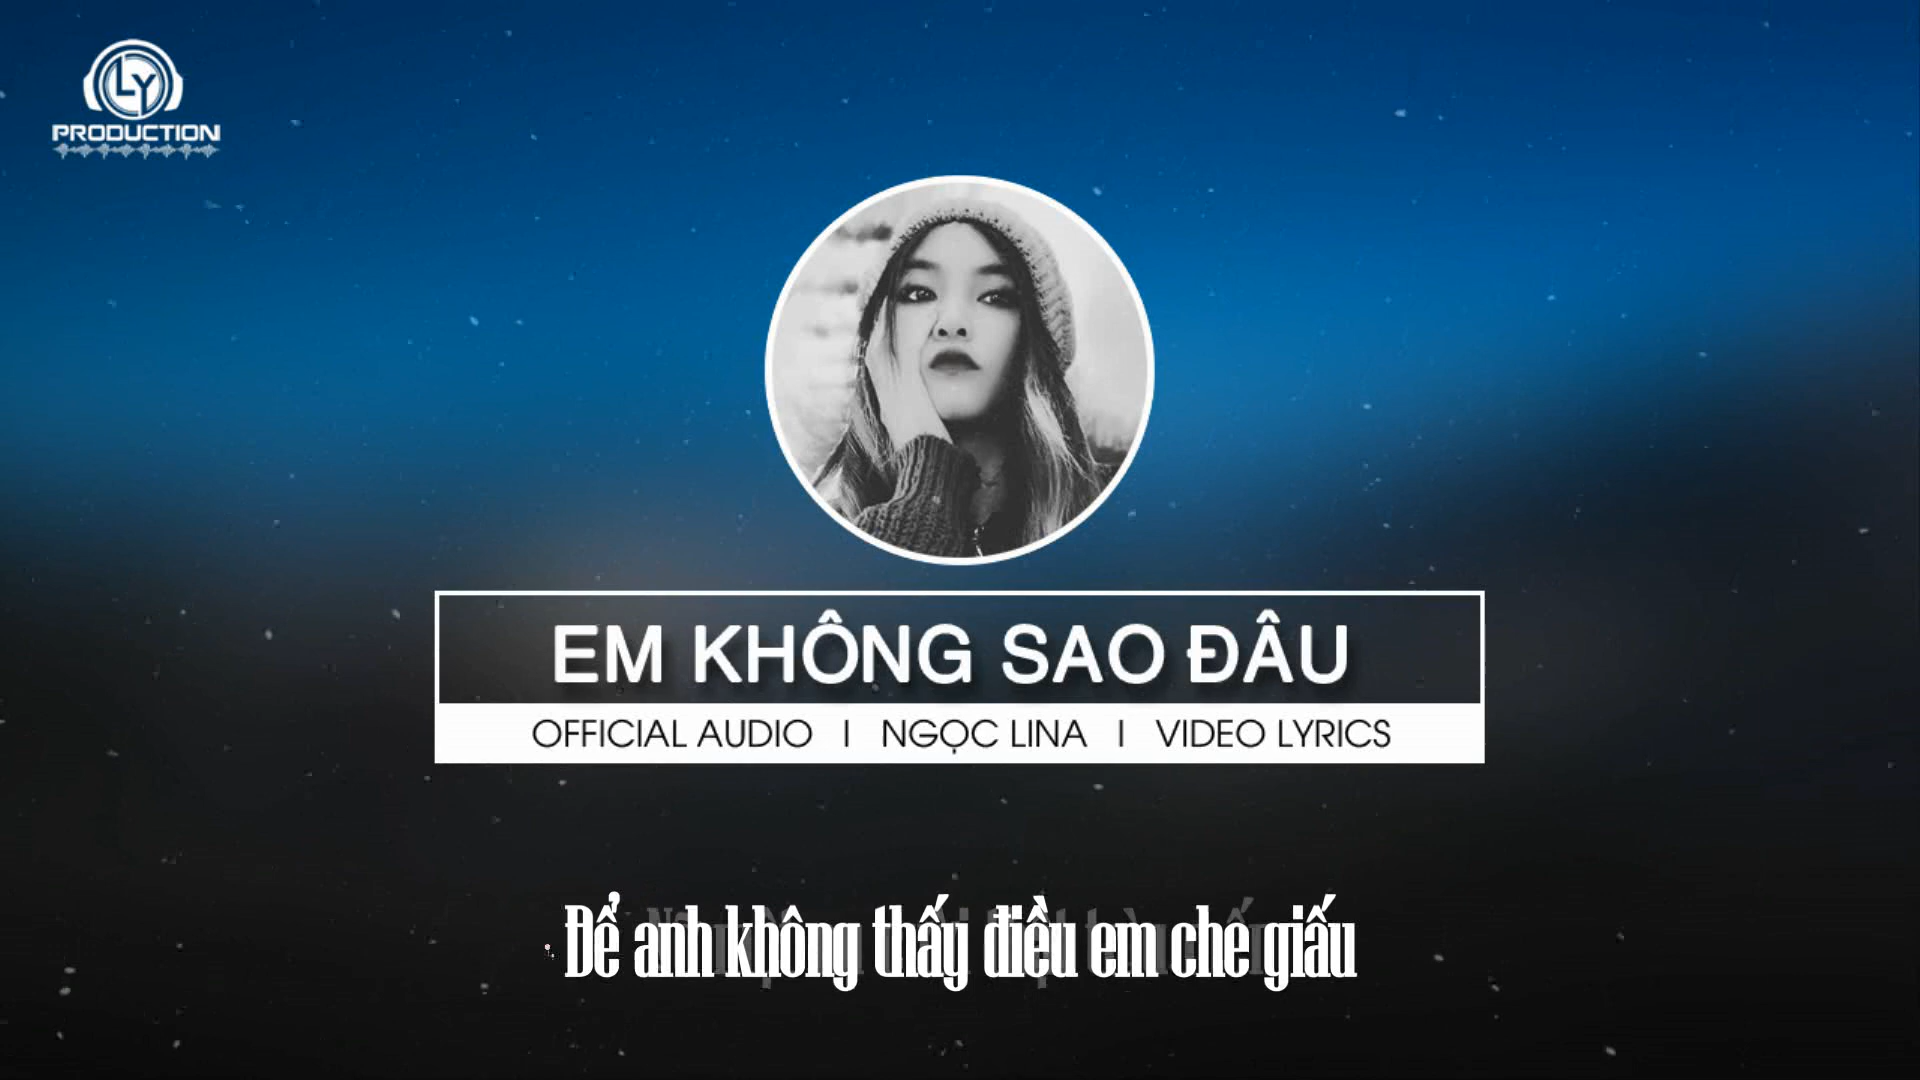 LY
PRODUCTION
EM KHÔNG SAO ĐÂU
OFFICIAL AUDIO I NGỌC LINA I VIDEO LYRICS
Để anh không thấy điều em che giấu